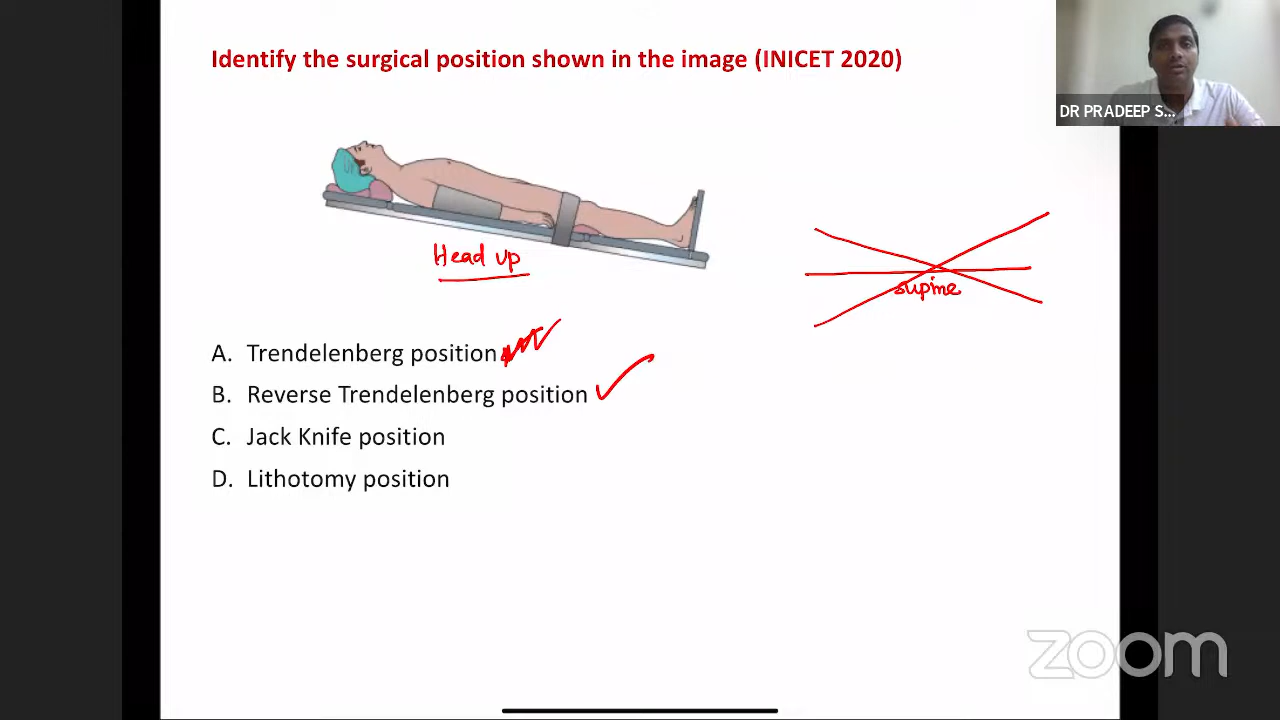 Identify the surgical position shown in the image (INICET 2020)
DR PRADEEP S...
Head up
supine
A. Trendelenberg position
B. Reverse Trendelenberg position
C. Jack Knife position
D. Lithotomy position
zoom